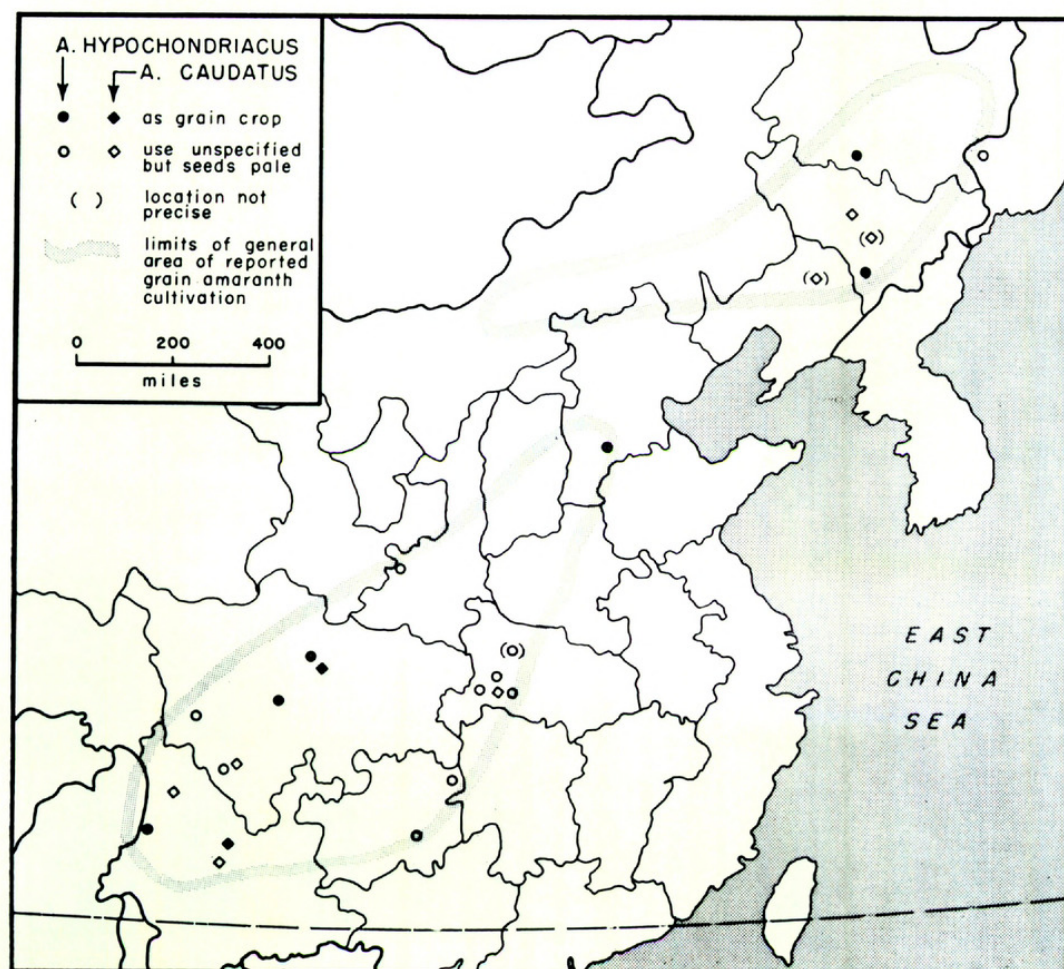 A. HYPOCHONDRIACUS
A. CAUDATUS
as grain crop
use unspecified
but seeds pale
( ) location not
precise
limits of general
area of reported
grain amaranth
cultivation
0 200 400
miles
EAST
CHINA
SEA